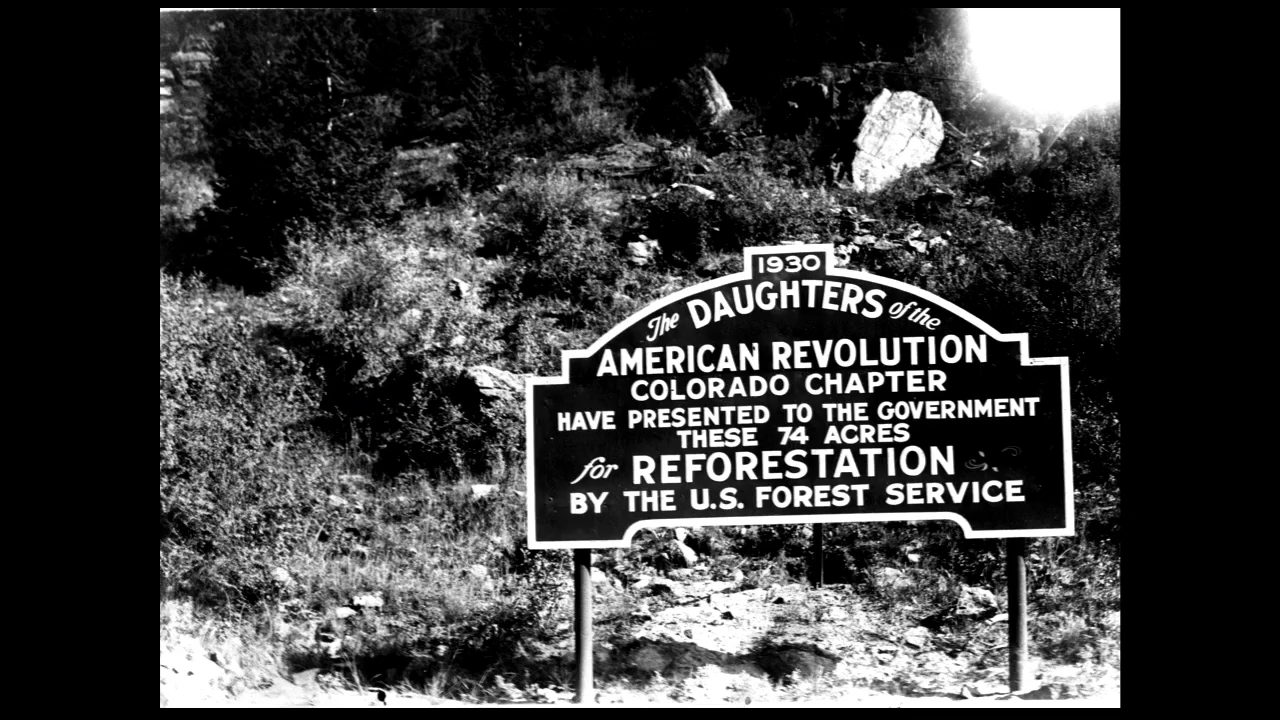 1930
The DAUGHTERS of the
AMERICAN REVOLUTION
COLORADO CHAPTER
HAVE PRESENTED TO THE GOVERNMENT
THESE 74 ACRES
for REFORESTATION
BY THE U.S. FOREST SERVICE